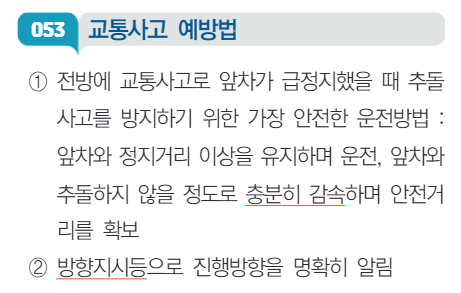 053 교통사고 예방법
① 전방에 교통사고로 앞차가 급정지했을 때 추돌
사고를 방지하기 위한 가장 안전한 운전방법 :
앞차와 정지거리 이상을 유지하며 운전, 앞차와
추돌하지 않을 정도로 충분히 감속하며 안전거
리를 확보
② 방향지시등으로 진행방향을 명확히 알림